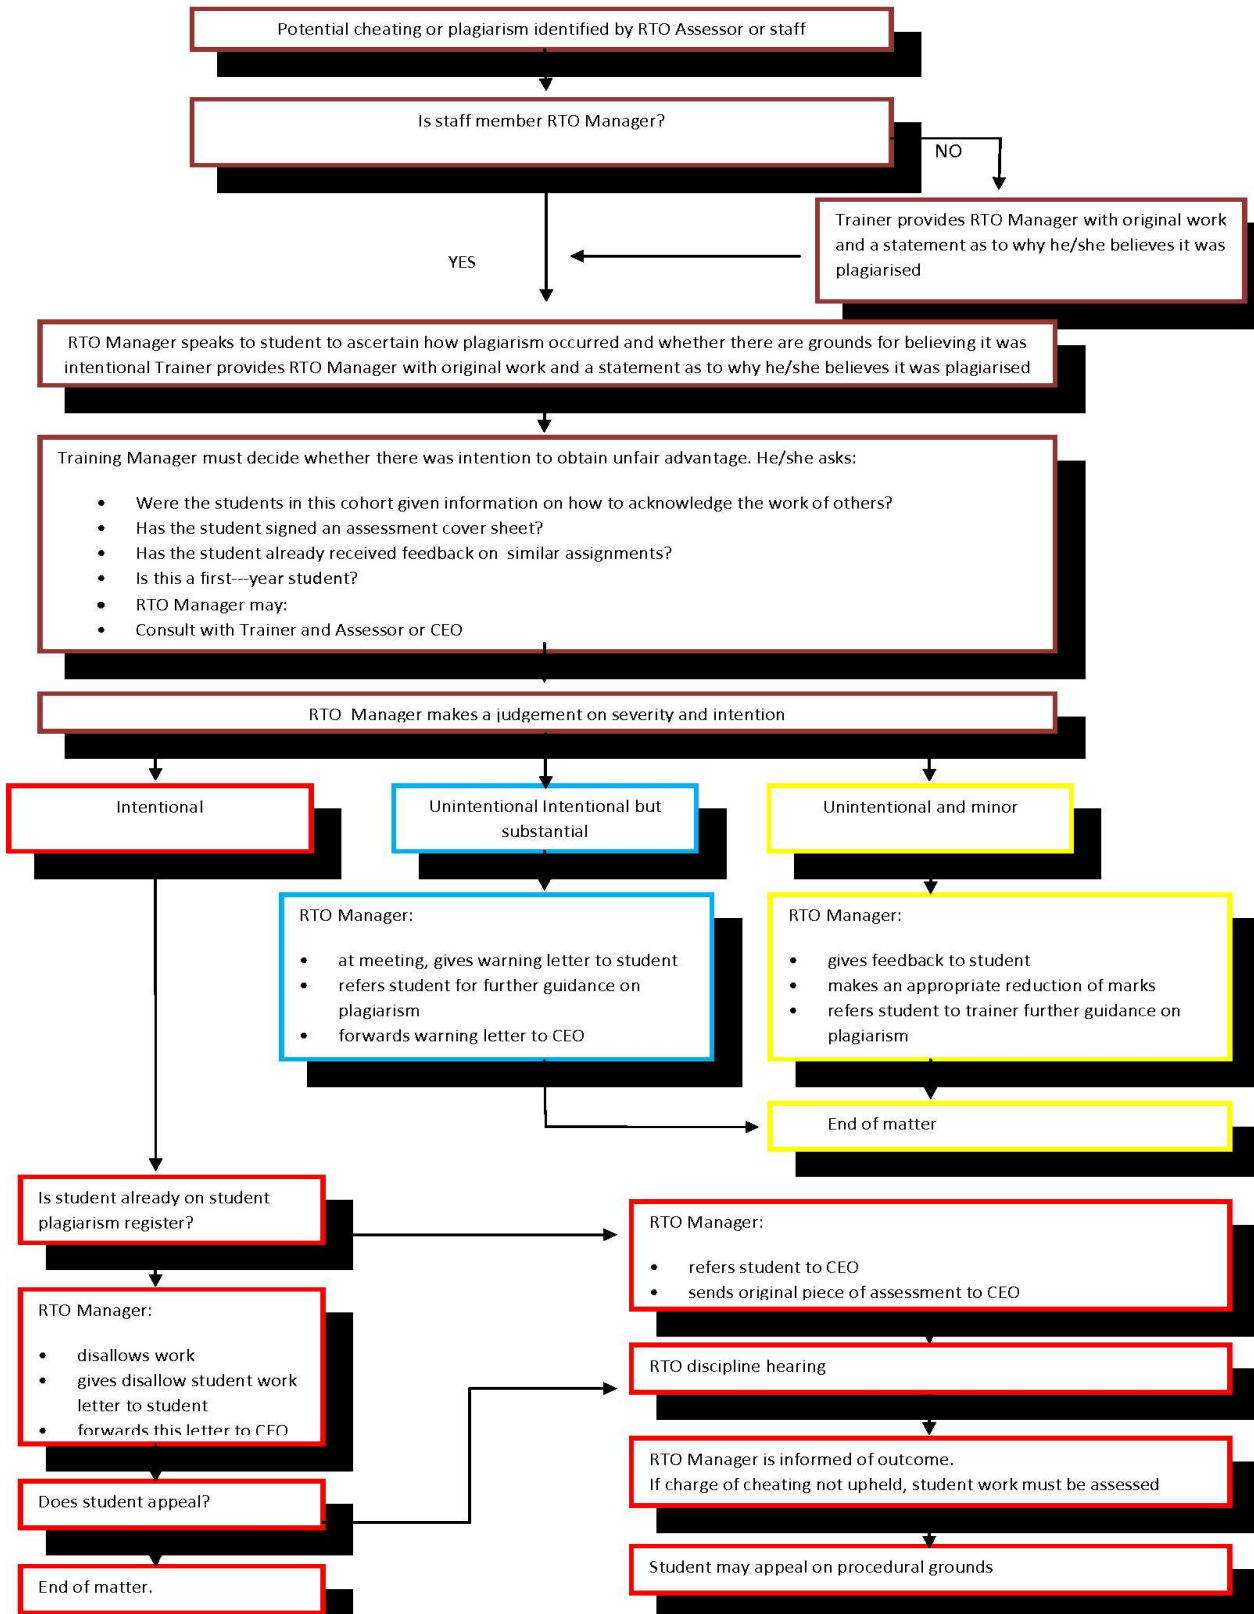 Potential cheating or plagiarism identified by RTO Assessor or staff
Is staff member RTO Manager?
NO
Trainer provides RTO Manager with original work
and a statement as to why he/she believes it was
plagiarised
YES
RTO Manager speaks to student to ascertain how plagiarism occurred and whether there are grounds for believing it was
intentional Trainer provides RTO Manager with original work and a statement as to why he/she believes it was plagiarised
Training Manager must decide whether there was intention to obtain unfair advantage. He/she asks:
• Were the students in this cohort given information on how to acknowledge the work of others?
• Has the student signed an assessment cover sheet?
• Has the student already received feedback on similar assignments?
• Is this a first---year student?
• RTO Manager may:
• Consult with Trainer and Assessor or CEO
RTO Manager makes a judgement on severity and intention
Intentional
Unintentional Intentional but
substantial
Unintentional and minor
RTO Manager:
• at meeting, gives warning letter to student
• refers student for further guidance on
plagiarism
• forwards warning letter to CEO
RTO Manager:
• gives feedback to student
• makes an appropriate reduction of marks
• refers student to trainer further guidance on
plagiarism
End of matter
Is student already on student
plagiarism register?
RTO Manager:
• refers student to CEO
• sends original piece of assessment to CEO
RTO Manager:
• disallows work
• gives disallow student work
letter to student
• forwards this letter to CEO
RTO discipline hearing
RTO Manager is informed of outcome.
If charge of cheating not upheld, student work must be assessed
Does student appeal?
Student may appeal on procedural grounds
End of matter.